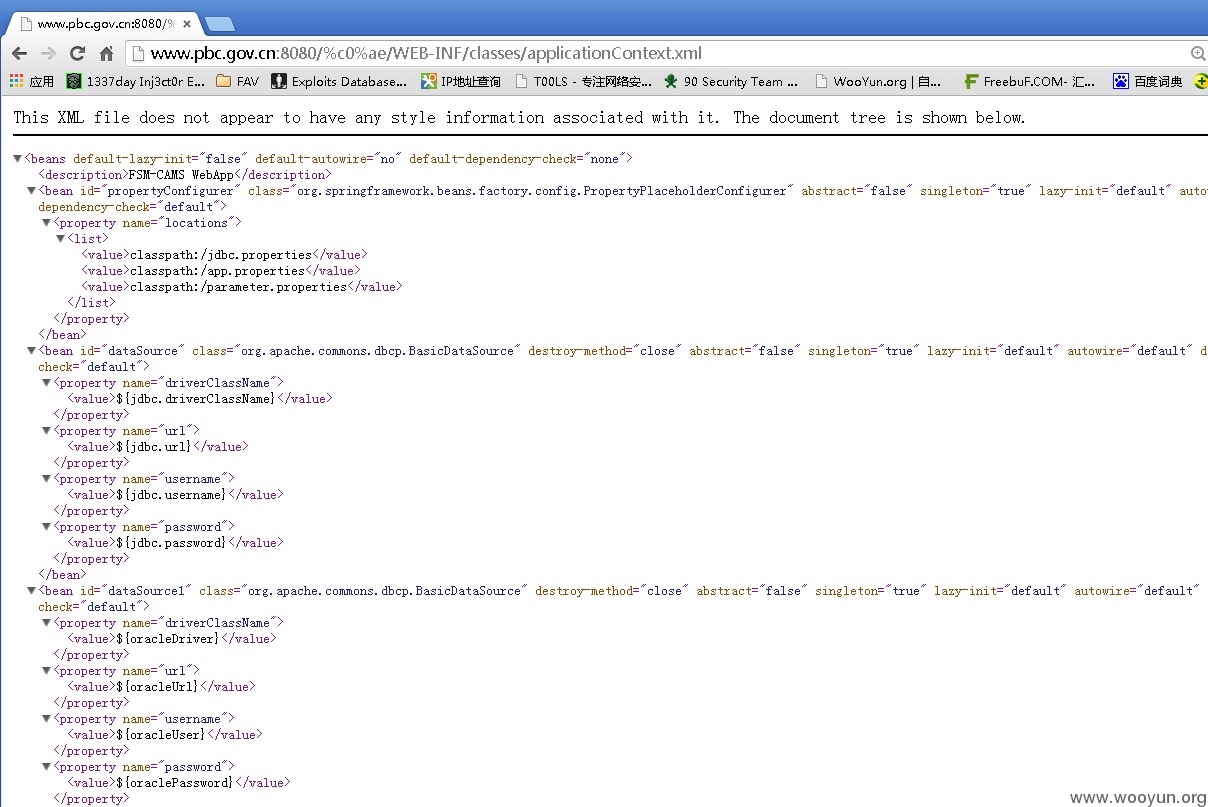 www.pbc.gov.cn:8080/%
www.pbc.gov.cn:8080/%c0%ae/WEB-INF/classes/applicationContext.xml
应用 1337day Inj3ct0r E... FAV Exploits Database... IP地址查询 T00LS - 专注网络安... 90 Security Team ... WooYun.org | 自... FreebuF.COM- 汇... 百度词典
This XML file does not appear to have any style information associated with it. The document tree is shown below.
▼<beans default-lazy-init="false" default-autowire="no" default-dependency-check="none">
<description>FSM-CAMS WebApp</description>
▼<bean id="propertyConfigurer" class="org.springframework.beans.factory.config.PropertyPlaceholderConfigurer" abstract="false" singleton="true" lazy-init="default" auto
dependency-check="default">
▼<property name="locations">
▼<list>
<value>classpath:/jdbc.properties</value>
<value>classpath:/app.properties</value>
<value>classpath:/parameter.properties</value>
</list>
</property>
</bean>
▼<bean id="dataSource" class="org.apache.commons.dbcp.BasicDataSource" destroy-method="close" abstract="false" singleton="true" lazy-init="default" autowire="default" d
check="default">
▼<property name="driverClassName">
<value>${jdbc.driverClassName}</value>
</property>
▼<property name="url">
<value>${jdbc.url}</value>
</property>
▼<property name="username">
<value>${jdbc.username}</value>
</property>
▼<property name="password">
<value>${jdbc.password}</value>
</property>
</bean>
▼<bean id="dataSource1" class="org.apache.commons.dbcp.BasicDataSource" destroy-method="close" abstract="false" singleton="true" lazy-init="default" autowire="default"
check="default">
▼<property name="driverClassName">
<value>${oracleDriver}</value>
</property>
▼<property name="url">
<value>${oracleUrl}</value>
</property>
▼<property name="username">
<value>${oracleUser}</value>
</property>
▼<property name="password">
<value>${oraclePassword}</value>
</property>
www.wooyun.org